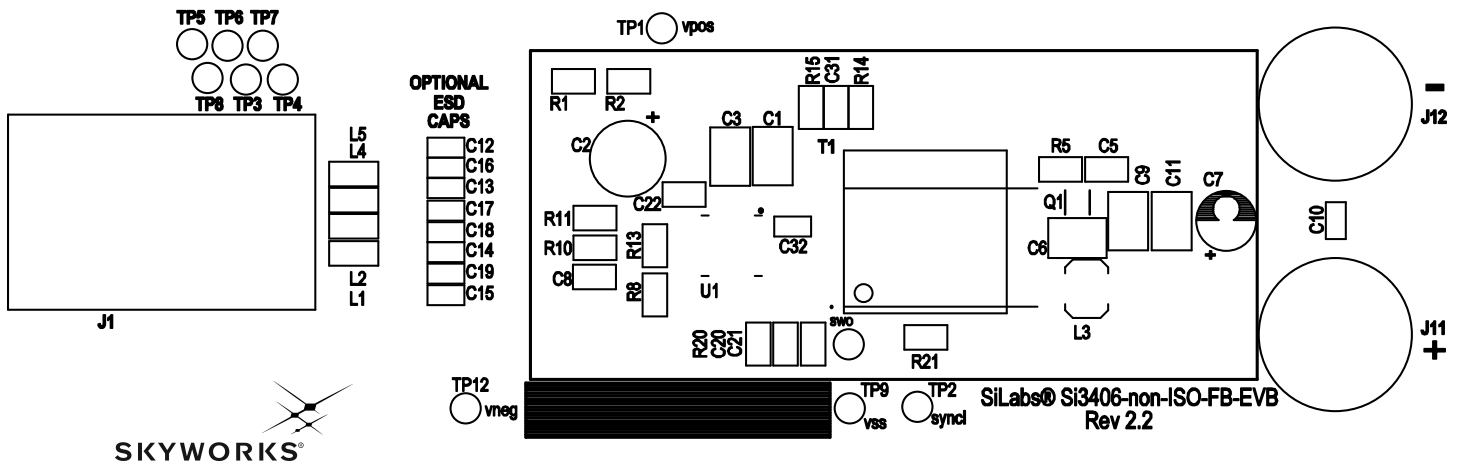 TP5 TP6 TP7
TP8 TP3 TP4
TP1 vpos
OPTIONAL
ESD
CAPS
C12
C16
C13
C17
C18
C14
C19
C15
L5
L4
L2
L1
J1
R1 R2
+
C2
C3 C1
R15 C31 R14
T1
C22
R11
R10
C8
R13
R8
U1
C32
R20 C20 C21
swo
R21
R5 C5
C9 C11
Q1
C6
C7
+
L3
-
J12
C10
J11
+
TP12
vneg
TP9
vss
TP2
syncl
SiLabs® Si3406-non-ISO-FB-EVB
Rev 2.2
SKYWORKS®